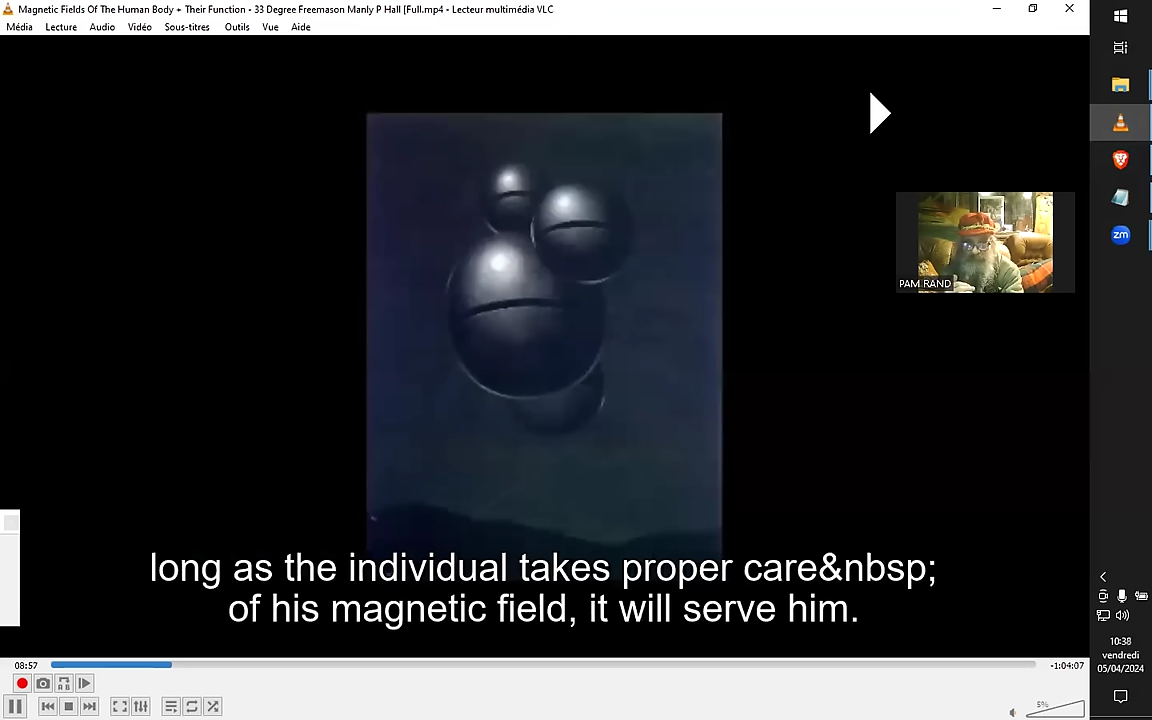 Magnetic Fields Of The Human Body + Their Function - 33 Degree Freemason Manly P Hall [Full.mp4 - Lecteur multimédia VLC
Média Lecture Audio Vidéo Sous-titres Outils Vue Aide
PAM RAND
zm
long as the individual takes proper care&nbsp;
of his magnetic field, it will serve him.
08:57
-1:04:07
5%
10:38
vendredi
05/04/2024